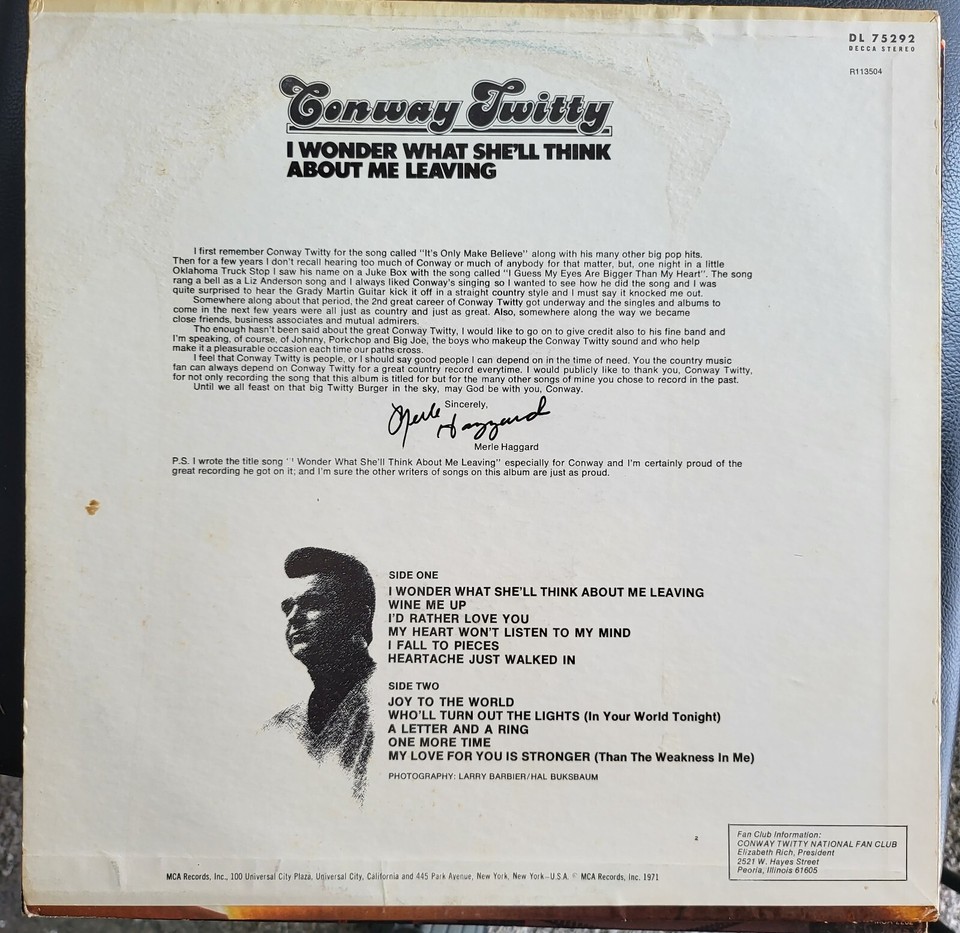 DL 75292
DECCA STEREO
R113504
Conway Twitty
I WONDER WHAT SHE'LL THINK
ABOUT ME LEAVING
I first remember Conway Twitty for the song called "It's Only Make Believe" along with his many other big pop hits.
Then for a few years I don't recall hearing too much of Conway or much of anybody for that matter, but, one night in a little
Oklahoma Truck Stop I saw his name on a Juke Box with the song called "I Guess My Eyes Are Bigger Than My Heart". The song
rang a bell as a Liz Anderson song and I always liked Conway's singing so I wanted to see how he did the song and I was
quite surprised to hear the Grady Martin Guitar kick it off in a straight country style and I must say it knocked me out.
Somewhere along about that period, the 2nd great career of Conway Twitty got underway and the singles and albums to
come in the next few years were all just as country and just as great. Also, somewhere along the way we became
close friends, business associates and mutual admirers.
Tho enough hasn't been said about the great Conway Twitty, I would like to go on to give credit also to his fine band and
I'm speaking, of course, of Johnny, Porkchop and Big Joe, the boys who makeup the Conway Twitty sound and who help
make it a pleasurable occasion each time our paths cross.
I feel that Conway Twitty is people, or I should say good people I can depend on in the time of need. You the country music
fan can always depend on Conway Twitty for a great country record everytime. I would publicly like to thank you, Conway Twitty,
for not only recording the song that this album is titled for but for the many other songs of mine you chose to record in the past.
Until we all feast on that big Twitty Burger in the sky, may God be with you, Conway.
Sincerely,
Merle Haggard
Merle Haggard
P.S. I wrote the title song "I Wonder What She'll Think About Me Leaving" especially for Conway and I'm certainly proud of the
great recording he got on it; and I'm sure the other writers of songs on this album are just as proud.
SIDE ONE
I WONDER WHAT SHE'LL THINK ABOUT ME LEAVING
WINE ME UP
I'D RATHER LOVE YOU
MY HEART WON'T LISTEN TO MY MIND
I FALL TO PIECES
HEARTACHE JUST WALKED IN
SIDE TWO
JOY TO THE WORLD
WHO'LL TURN OUT THE LIGHTS (In Your World Tonight)
A LETTER AND A RING
ONE MORE TIME
MY LOVE FOR YOU IS STRONGER (Than The Weakness In Me)
PHOTOGRAPHY: LARRY BARBIER/HAL BUKSBAUM
Fan Club Information:
CONWAY TWITTY NATIONAL FAN CLUB
Elizabeth Rich, President
2521 W. Hayes Street
Peoria, Illinois 61605
MCA Records, Inc., 100 Universal City Plaza, Universal City, California and 445 Park Avenue, New York, New York—U.S.A. © MCA Records, Inc. 1971